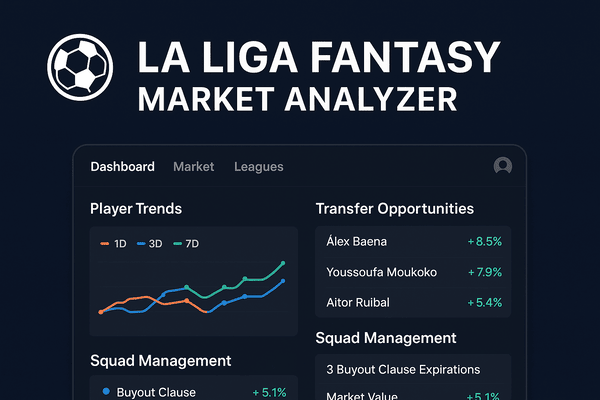 LA LIGA FANTASY
MARKET ANALYZER
Dashboard Market Leagues
Player Trends
1D 3D 7D
Squad Management
Buyout Clause +5.1%
Transfer Opportunities
Álex Baena +8.5%
Youssoufa Moukoko +7.9%
Aitor Ruibal +5.4%
Squad Management
3 Buyout Clause Expirations
Market Value +5.1%